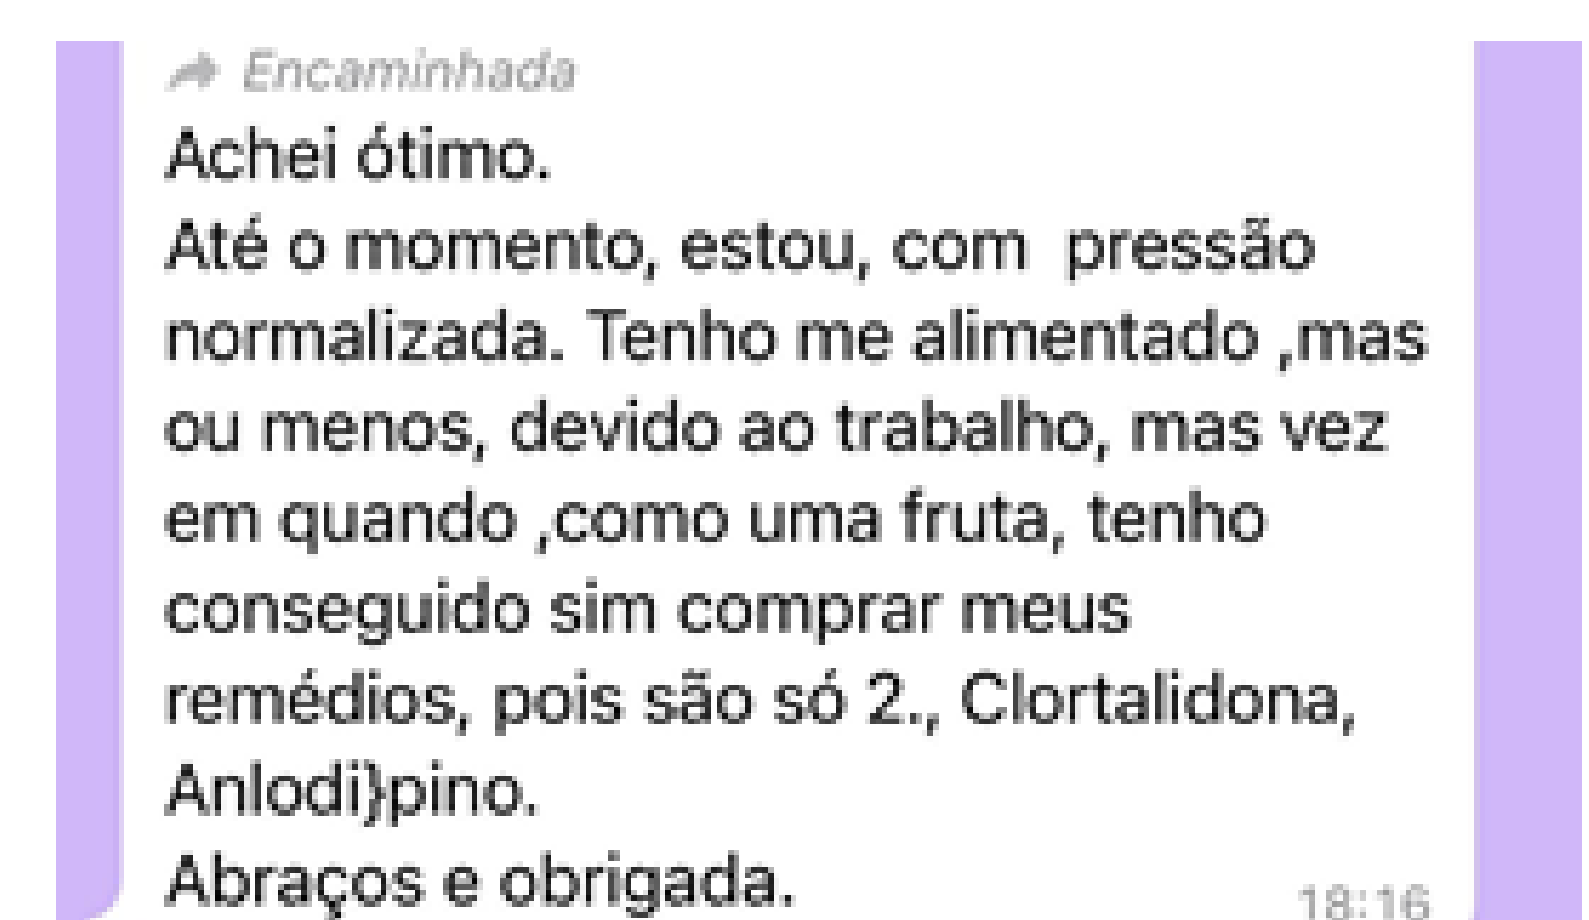 Encaminhada
Achei ótimo.
Até o momento, estou, com  pressão
normalizada. Tenho me alimentado ,mas
ou menos, devido ao trabalho, mas vez
em quando ,como uma fruta, tenho
conseguido sim comprar meus
remédios, pois são só 2., Clortalidona,
Anlodi}pino.
Abraços e obrigada.
18:16